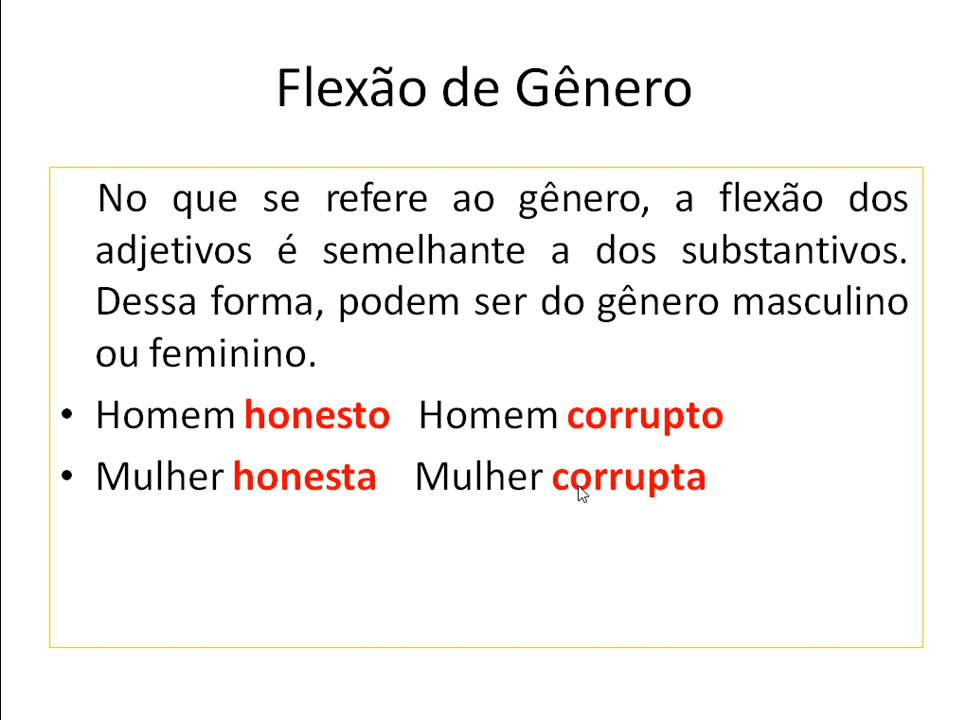 Flexão de Gênero
No que se refere ao gênero, a flexão dos
adjetivos é semelhante a dos substantivos.
Dessa forma, podem ser do gênero masculino
ou feminino.
• Homem honesto Homem corrupto
• Mulher honesta Mulher corrupta